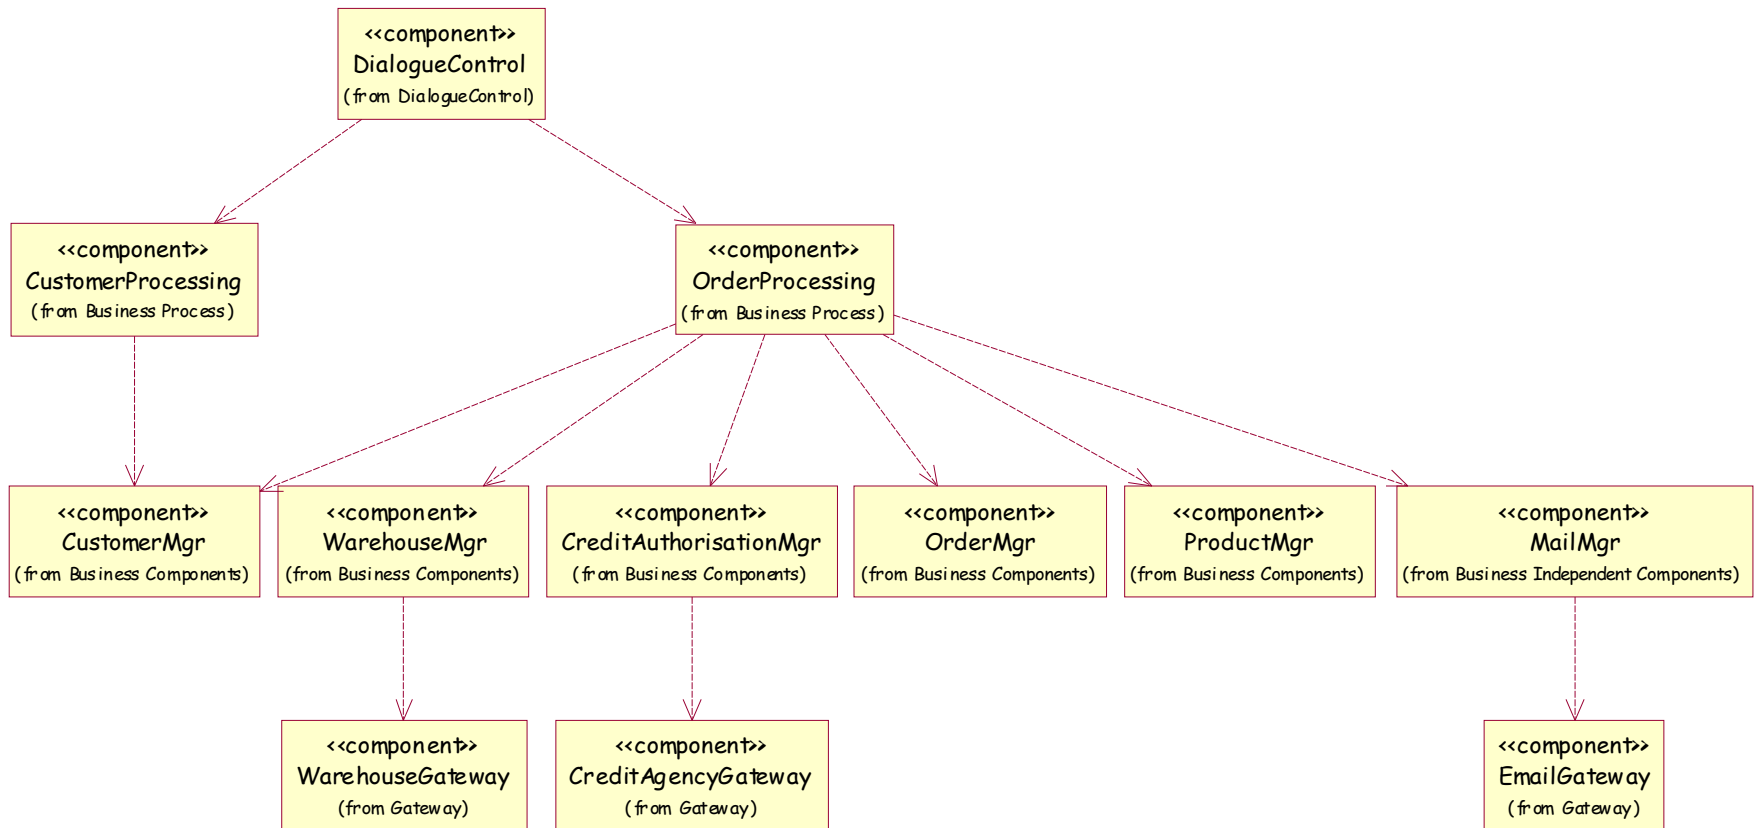 <<component>>
DialogueControl
(from DialogueControl)
<<component>>
CustomerProcessing
(from Business Process)
<<component>>
OrderProcessing
(from Business Process)
<<component>>
CustomerMgr
(from Business Components)
<<component>>
WarehouseMgr
(from Business Components)
<<component>>
CreditAuthorisationMgr
(from Business Components)
<<component>>
OrderMgr
(from Business Components)
<<component>>
ProductMgr
(from Business Components)
<<component>>
MailMgr
(from Business Independent Components)
<<component>>
WarehouseGateway
(from Gateway)
<<component>>
CreditAgencyGateway
(from Gateway)
<<component>>
EmailGateway
(from Gateway)